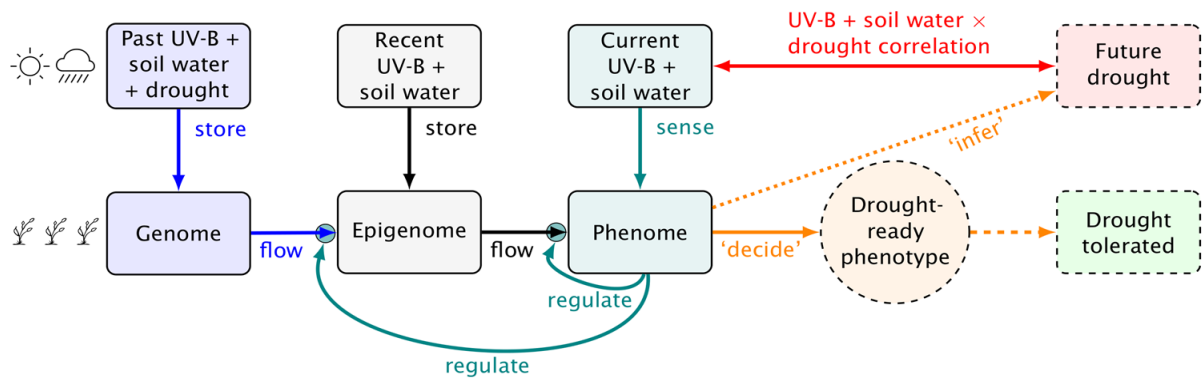 Past UV-B +
soil water
+ drought
Recent
UV-B +
soil water
Current
UV-B +
soil water
UV-B + soil water ×
drought correlation
Future
drought
store
store
sense
'infer'
Genome
flow
Epigenome
flow
Phenome
'decide'
Drought-
ready
phenotype
Drought
tolerated
regulate
regulate